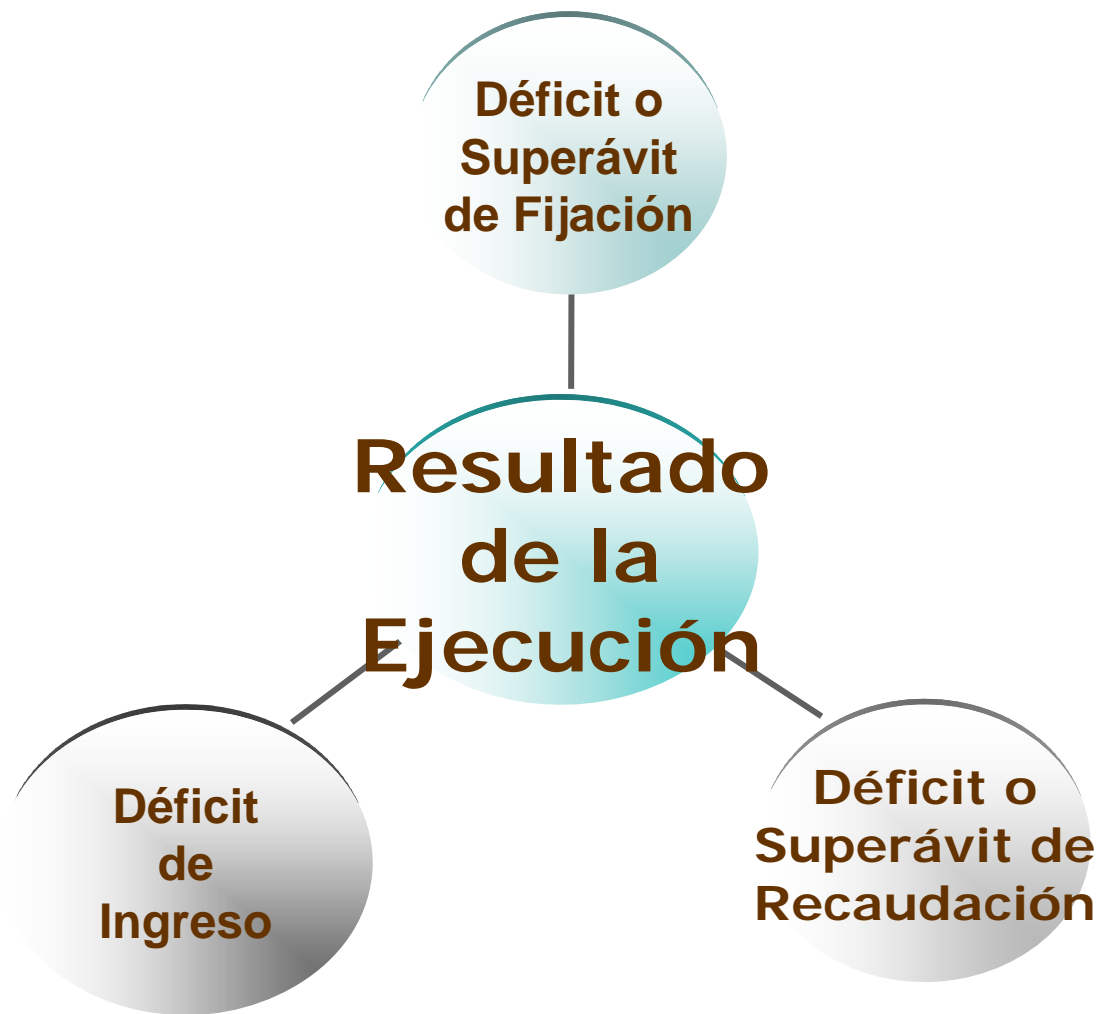 Déficit o
Superávit
de Fijación
Resultado
de la
Ejecución
Déficit
de
Ingreso
Déficit o
Superávit de
Recaudación